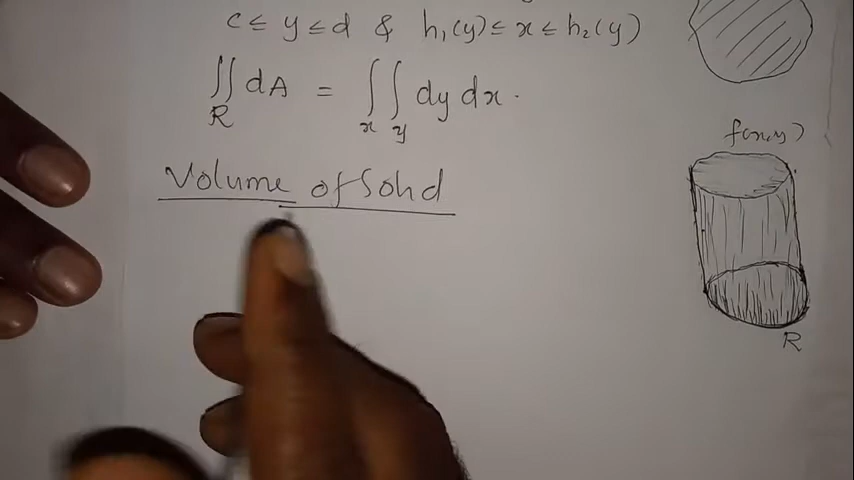 c ≤ y ≤ d & h₁(y) ≤ x ≤ h₂(y)
∬ dA = ∫∫ dy dx.
R x y
f(x,y)
Volume of Solid
R